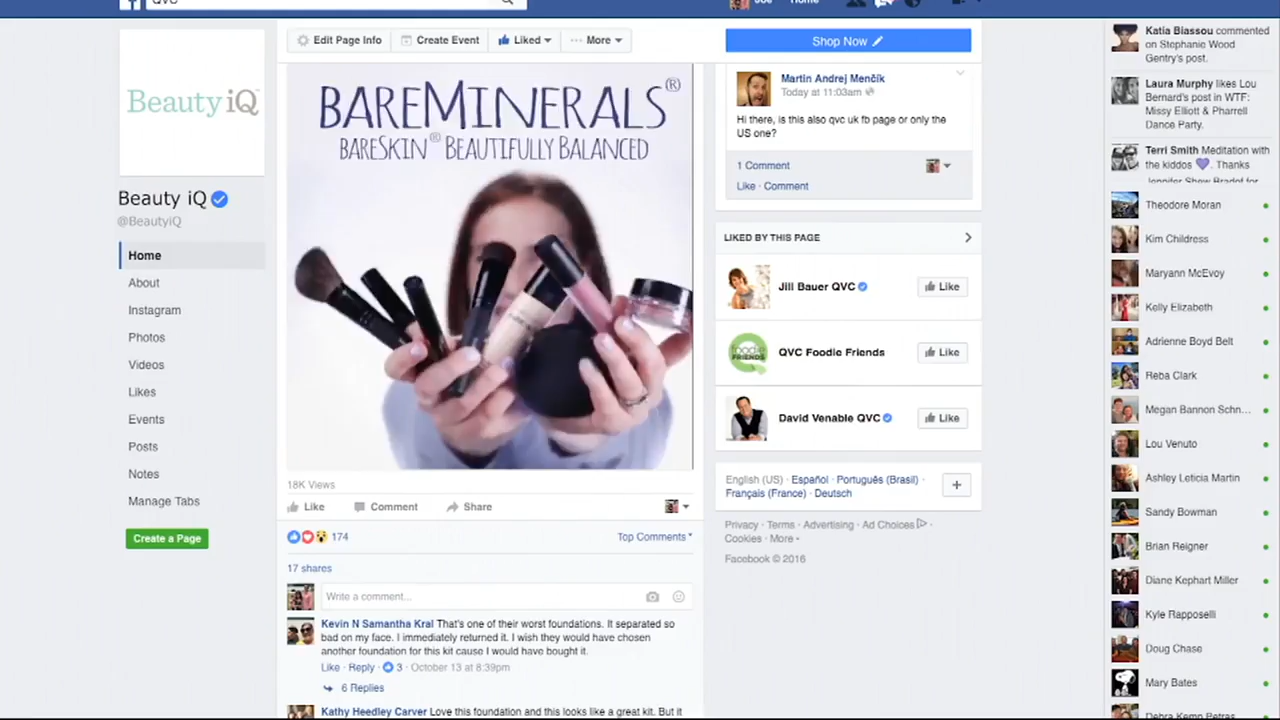 QVC
Joe
Home
Edit Page Info
Create Event
Liked
More
Shop Now
Beauty iQ
Beauty iQ
@BeautyiQ
Home
About
Instagram
Photos
Videos
Likes
Events
Posts
Notes
Manage Tabs
Create a Page
BAREMINERALS®
BARESKIN® BEAUTIFULLY BALANCED
18K Views
Like
Comment
Share
174
Top Comments
17 shares
Write a comment...
Kevin N Samantha Kral That's one of their worst foundations. It separated so
bad on my face. I immediately returned it. I wish they would have chosen
another foundation for this kit cause I would have bought it.
Like · Reply · 3 · October 13 at 8:39pm
6 Replies
Kathy Heedley Carver Love this foundation and this looks like a great kit. But it
Martin Andrej Menčík
Today at 11:03am
Hi there, is this also qvc uk fb page or only the
US one?
1 Comment
Like · Comment
LIKED BY THIS PAGE
Jill Bauer QVC
Like
foodie
FRIENDS
QVC Foodie Friends
Like
David Venable QVC
Like
English (US) · Español · Português (Brasil) ·
Français (France) · Deutsch
Privacy · Terms · Advertising · Ad Choices ·
Cookies · More
Facebook © 2016
Katia Biassou commented
on Stephanie Wood
Gentry's post.
Laura Murphy likes Lou
Bernard's post in WTF:
Missy Elliott & Pharrell
Dance Party.
Terri Smith Meditation with
the kiddos 💜. Thanks
Theodore Moran
Kim Childress
Maryann McEvoy
Kelly Elizabeth
Adrienne Boyd Belt
Reba Clark
Megan Bannon Schn...
Lou Venuto
Ashley Leticia Martin
Sandy Bowman
Brian Reigner
Diane Kephart Miller
Kyle Rapposelli
Doug Chase
Mary Bates
Debra Kemp Petras